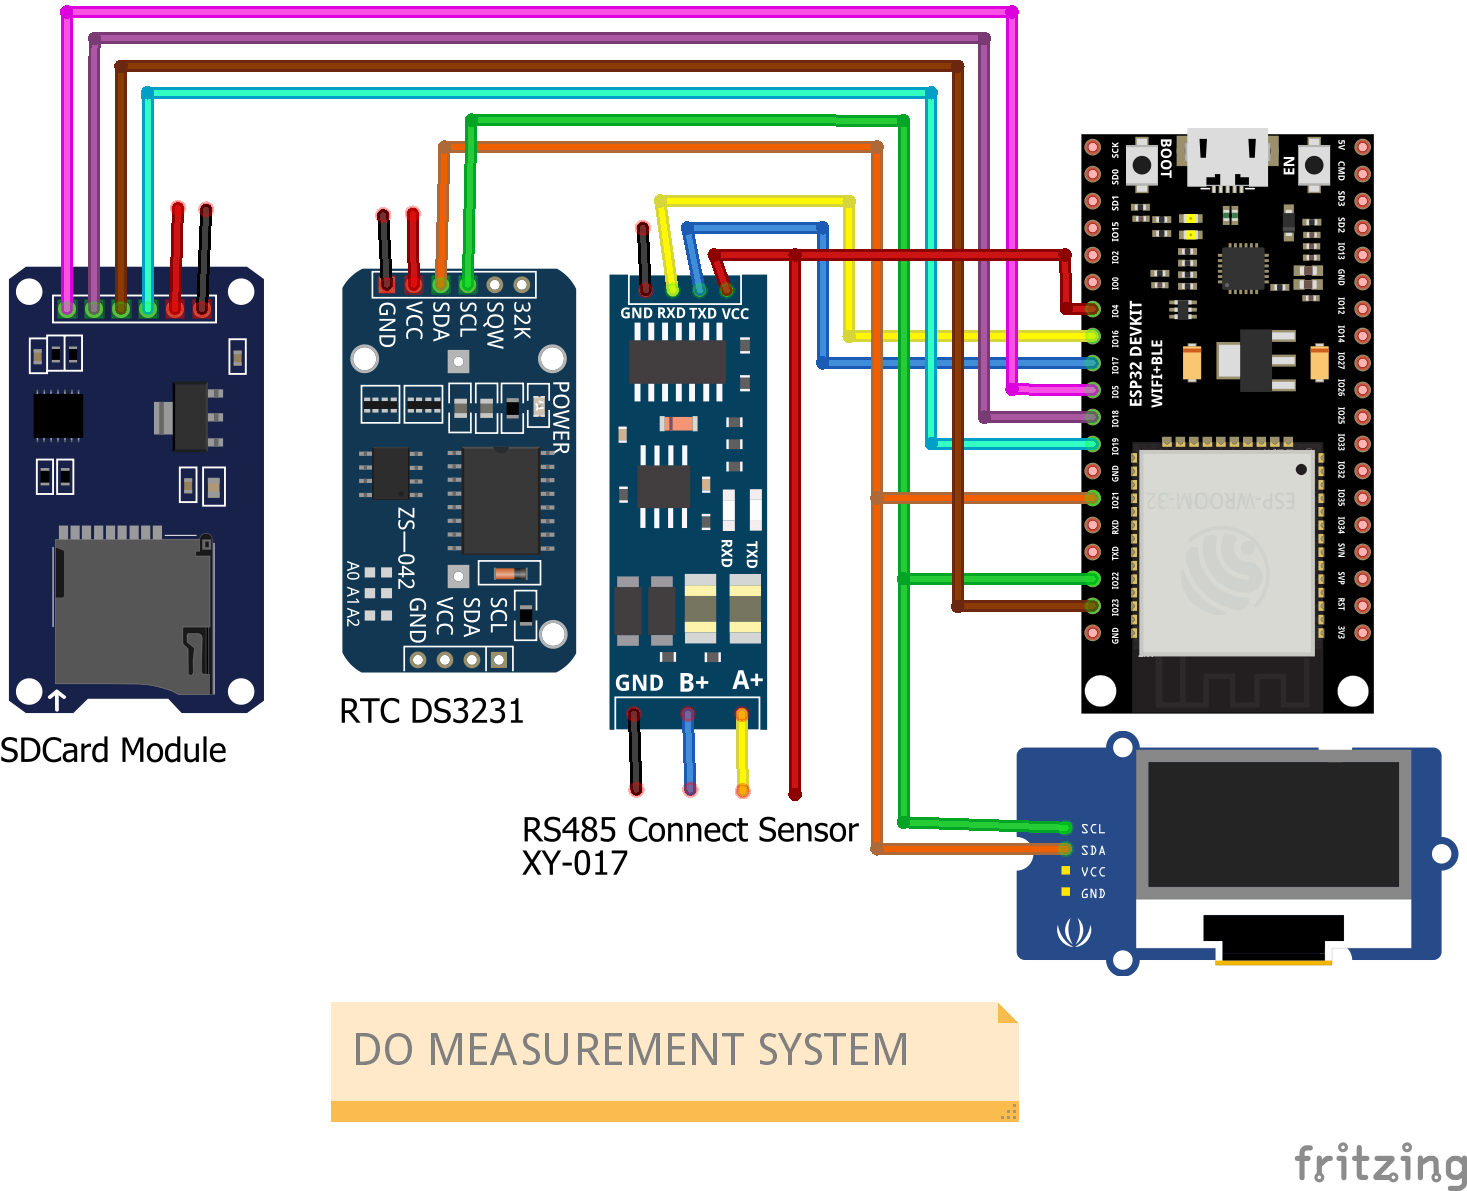 SDCard Module
GND
VCC
SDA
SCL
SQW
32K
POWER
ZS—042
A0
A1
A2
GND
VCC
SDA
SCL
RTC DS3231
GND RXD TXD VCC
RXD
TXD
GND B+ A+
RS485 Connect Sensor
XY-017
SCK
SD0
SD1
IO15
IO2
IO0
IO4
IO16
IO17
IO5
IO18
IO19
GND
IO21
RXD
TXD
IO22
IO23
GND
BOOT
EN
ESP32 DEVKIT
WIFI+BLE
ESP-WROOM-32
5V
CMD
SD3
SD2
IO13
GND
IO12
IO14
IO27
IO26
IO25
IO33
IO32
IO35
IO34
SVN
SVP
RST
3V3
SCL
SDA
VCC
GND
DO MEASUREMENT SYSTEM
fritzing